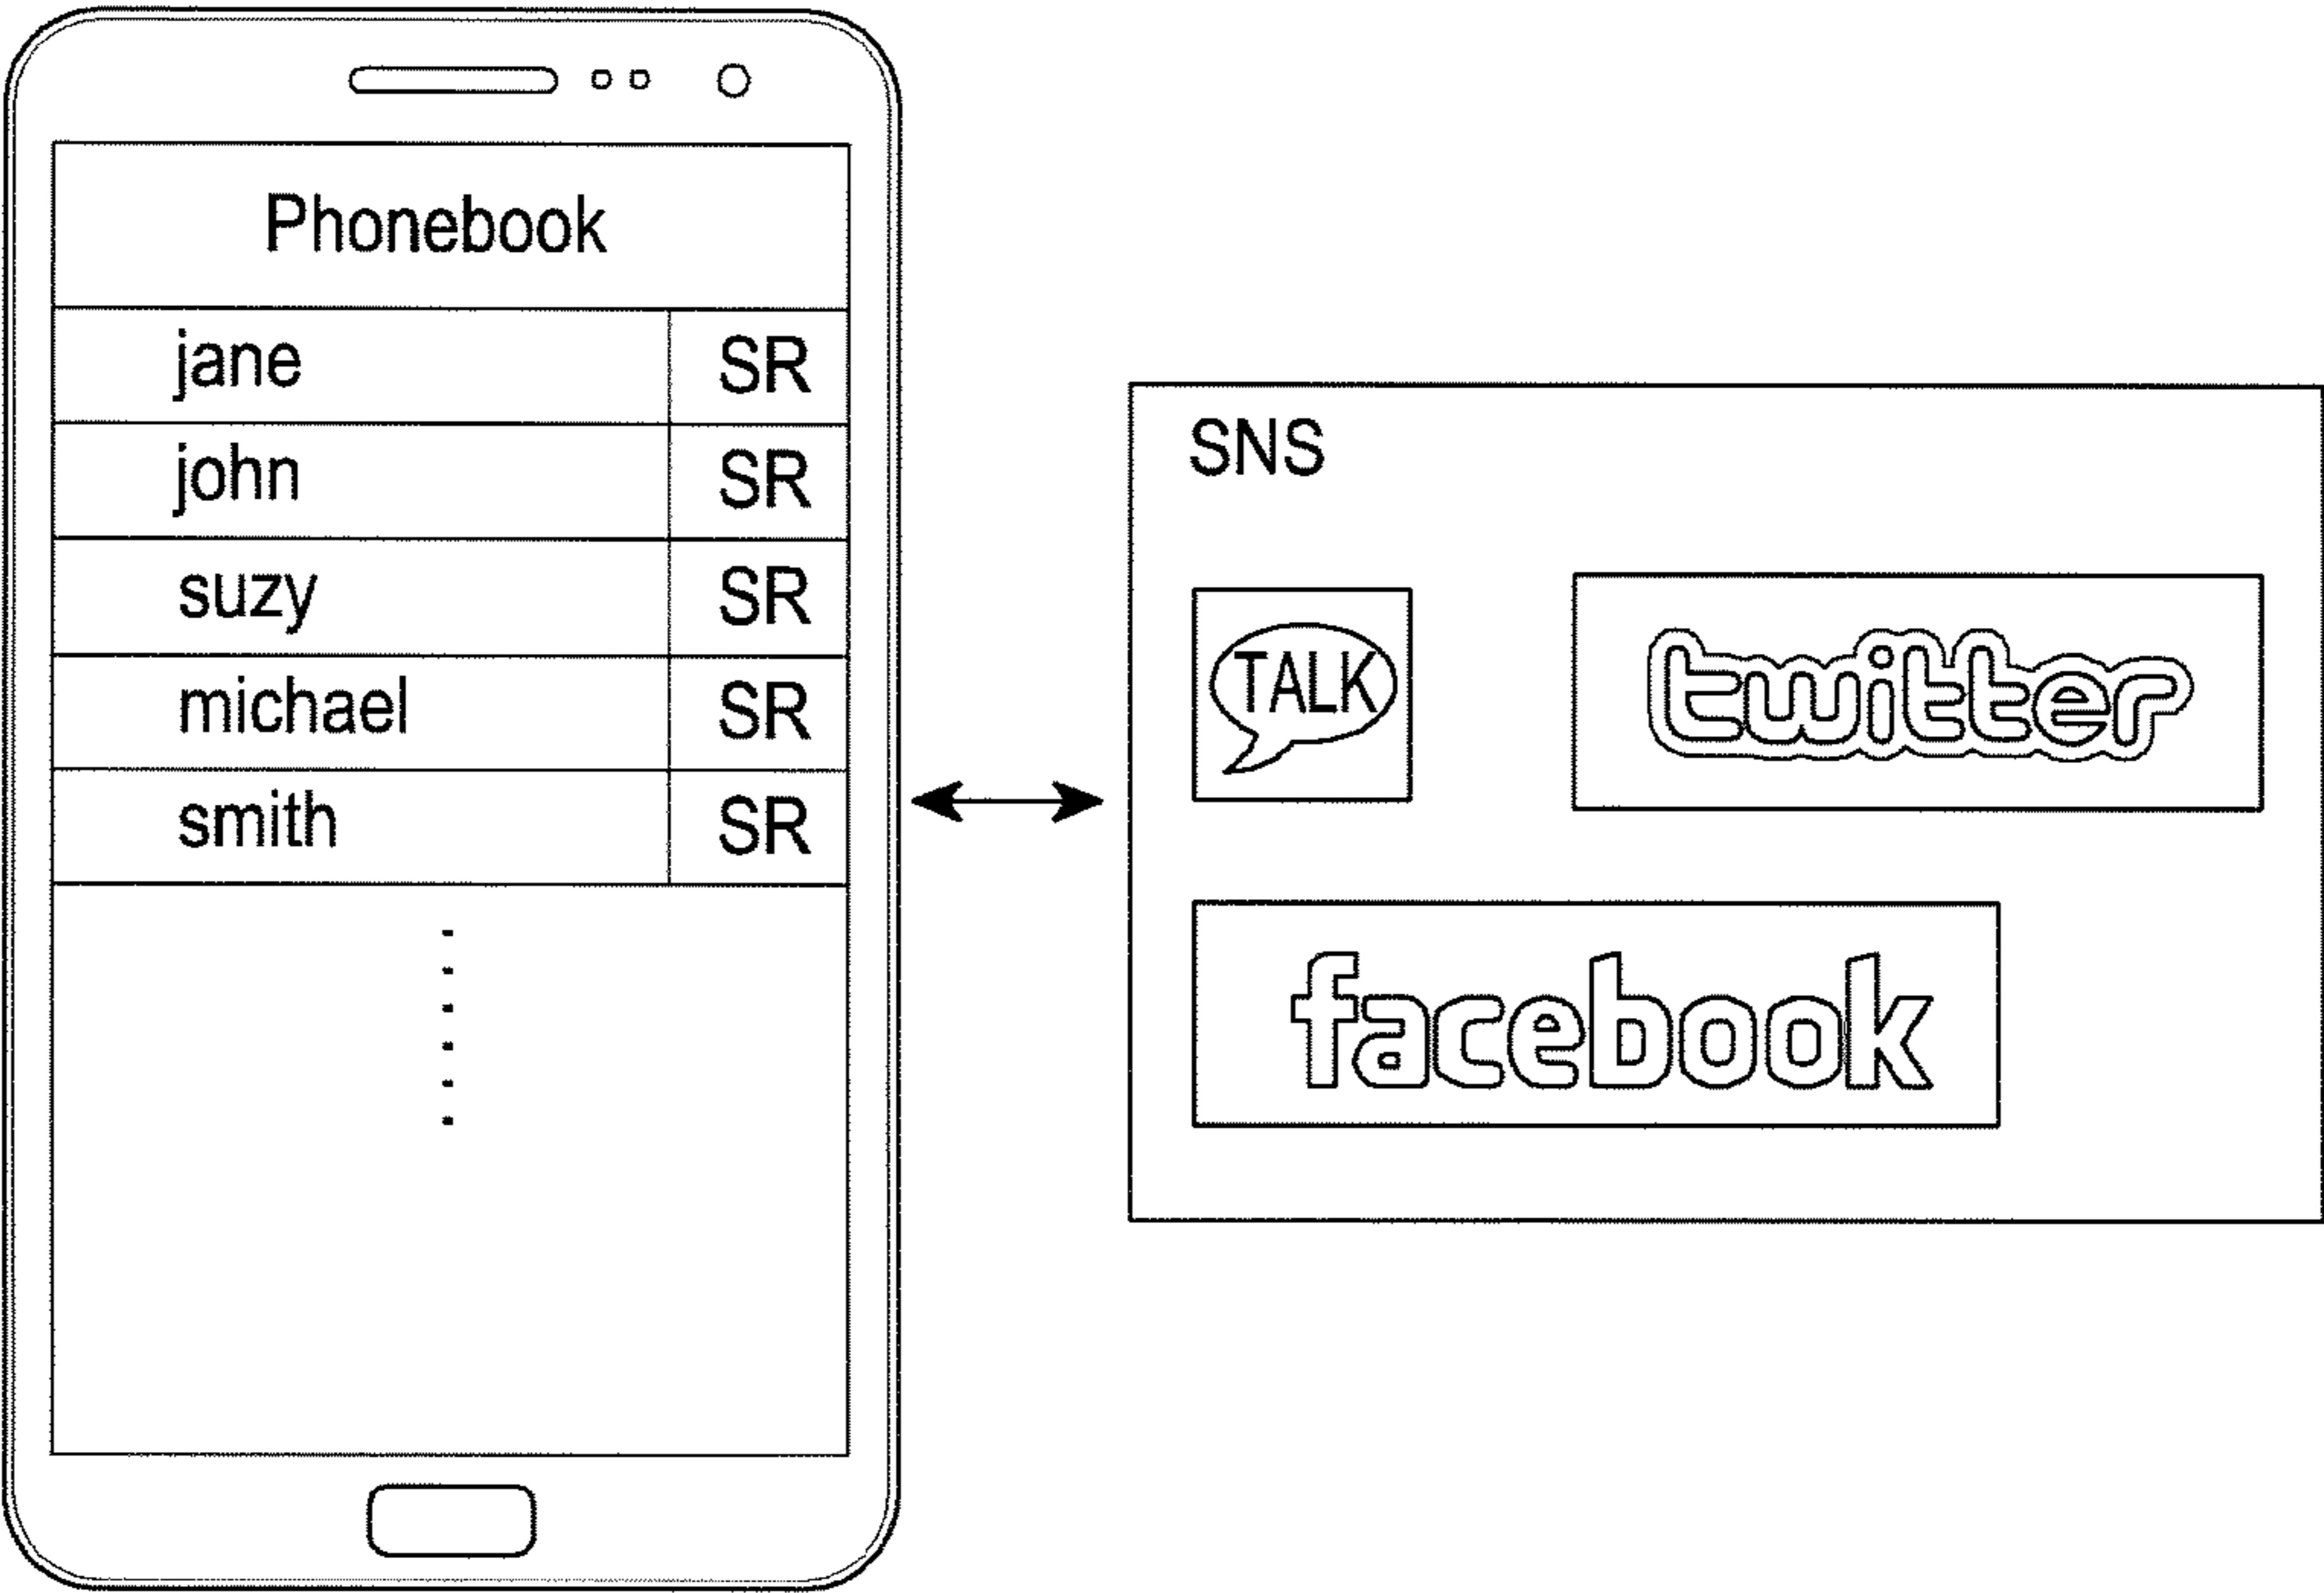 Phonebook
jane SR
john SR
suzy SR
michael SR
smith SR
SNS
TALK
twitter
facebook